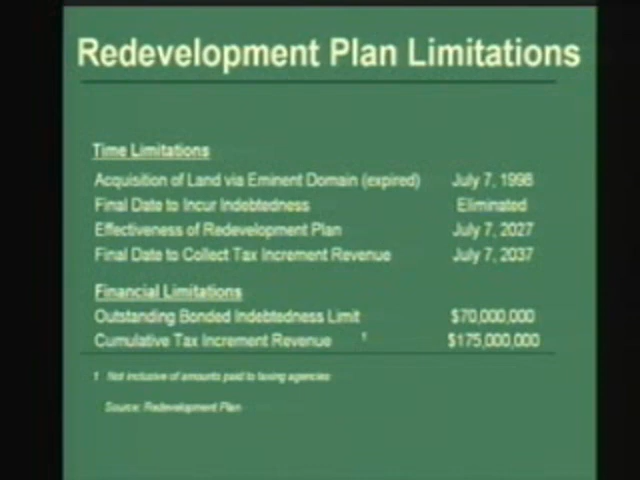 Redevelopment Plan Limitations
Time Limitations
Acquisition of Land via Eminent Domain (expired) July 7, 1998
Final Date to Incur Indebtedness Eliminated
Effectiveness of Redevelopment Plan July 7, 2027
Final Date to Collect Tax Increment Revenue July 7, 2037
Financial Limitations
Outstanding Bonded Indebtedness Limit $70,000,000
Cumulative Tax Increment Revenue 1 $175,000,000
1 Not inclusive of amounts paid to taxing agencies
Source: Redevelopment Plan